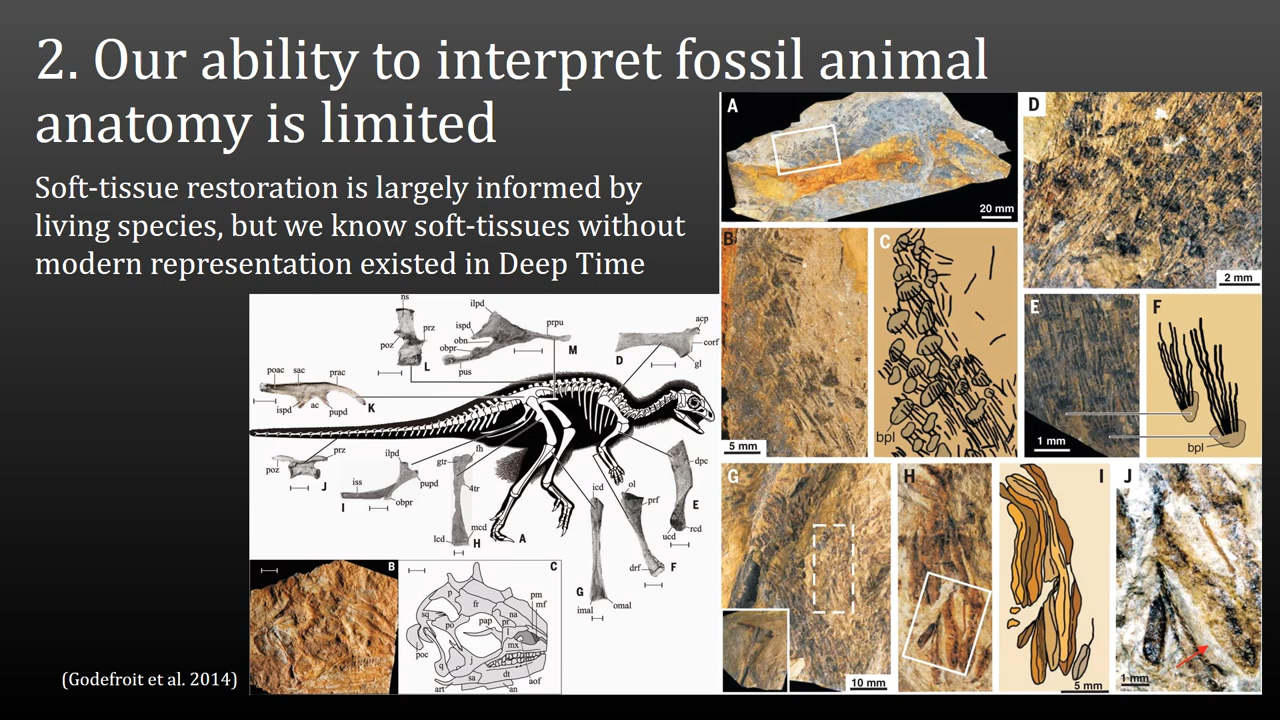 2. Our ability to interpret fossil animal
anatomy is limited
Soft-tissue restoration is largely informed by
living species, but we know soft-tissues without
modern representation existed in Deep Time
A
20 mm
D
2 mm
B
5 mm
C
bpl
E
1 mm
F
bpl
G
10 mm
H
I
5 mm
J
1 mm
ns
prz
poz
L
ilpd
ispd
obn
obpr
pus
prpu
M
D
acp
corf
gl
poac sac prac
ispd ac pupd
K
poz
prz
J
ilpd
iss
pupd
obpr
I
fh
gtr
4tr
mcd
lcd
H
A
icd
G
imal omal
ol
prf
drf
F
dpc
E
rcd
ucd
B
C
p
fr
sq
po
pap
na
pr
pm
mf
mx
poc
q
sa
dt
art
an
aof
(Godefroit et al. 2014)